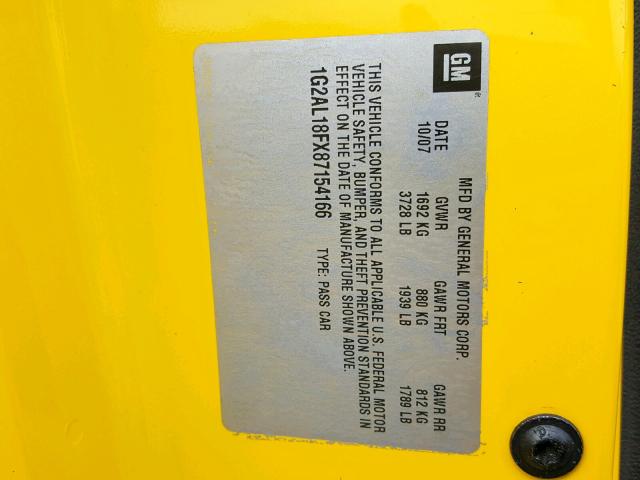 GM
MFD BY GENERAL MOTORS CORP.
DATE GVWR GAWR FRT GAWR RR
10/07 1692 KG 880 KG 812 KG
3728 LB 1939 LB 1789 LB
THIS VEHICLE CONFORMS TO ALL APPLICABLE U.S. FEDERAL MOTOR
VEHICLE SAFETY, BUMPER, AND THEFT PREVENTION STANDARDS IN
EFFECT ON THE DATE OF MANUFACTURE SHOWN ABOVE.
1G2AL18FX87154166 TYPE: PASS CAR